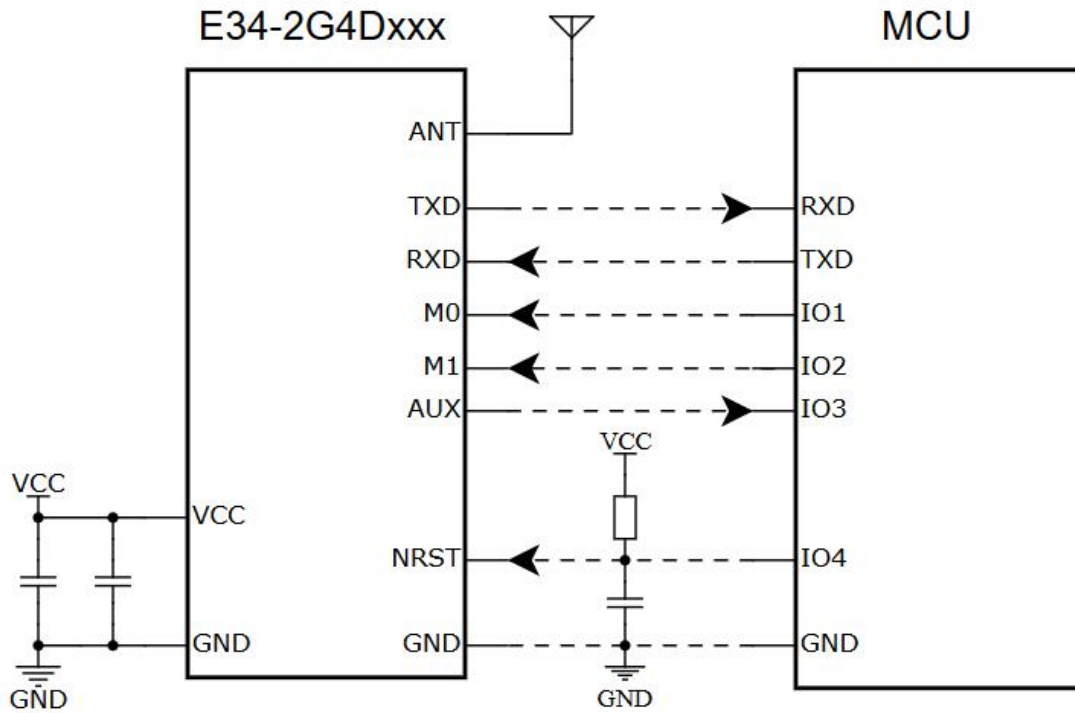 E34-2G4Dxxx
MCU
ANT
TXD
RXD
RXD
TXD
M0
IO1
M1
IO2
AUX
IO3
VCC
VCC
VCC
NRST
IO4
GND
GND
GND
GND
GND